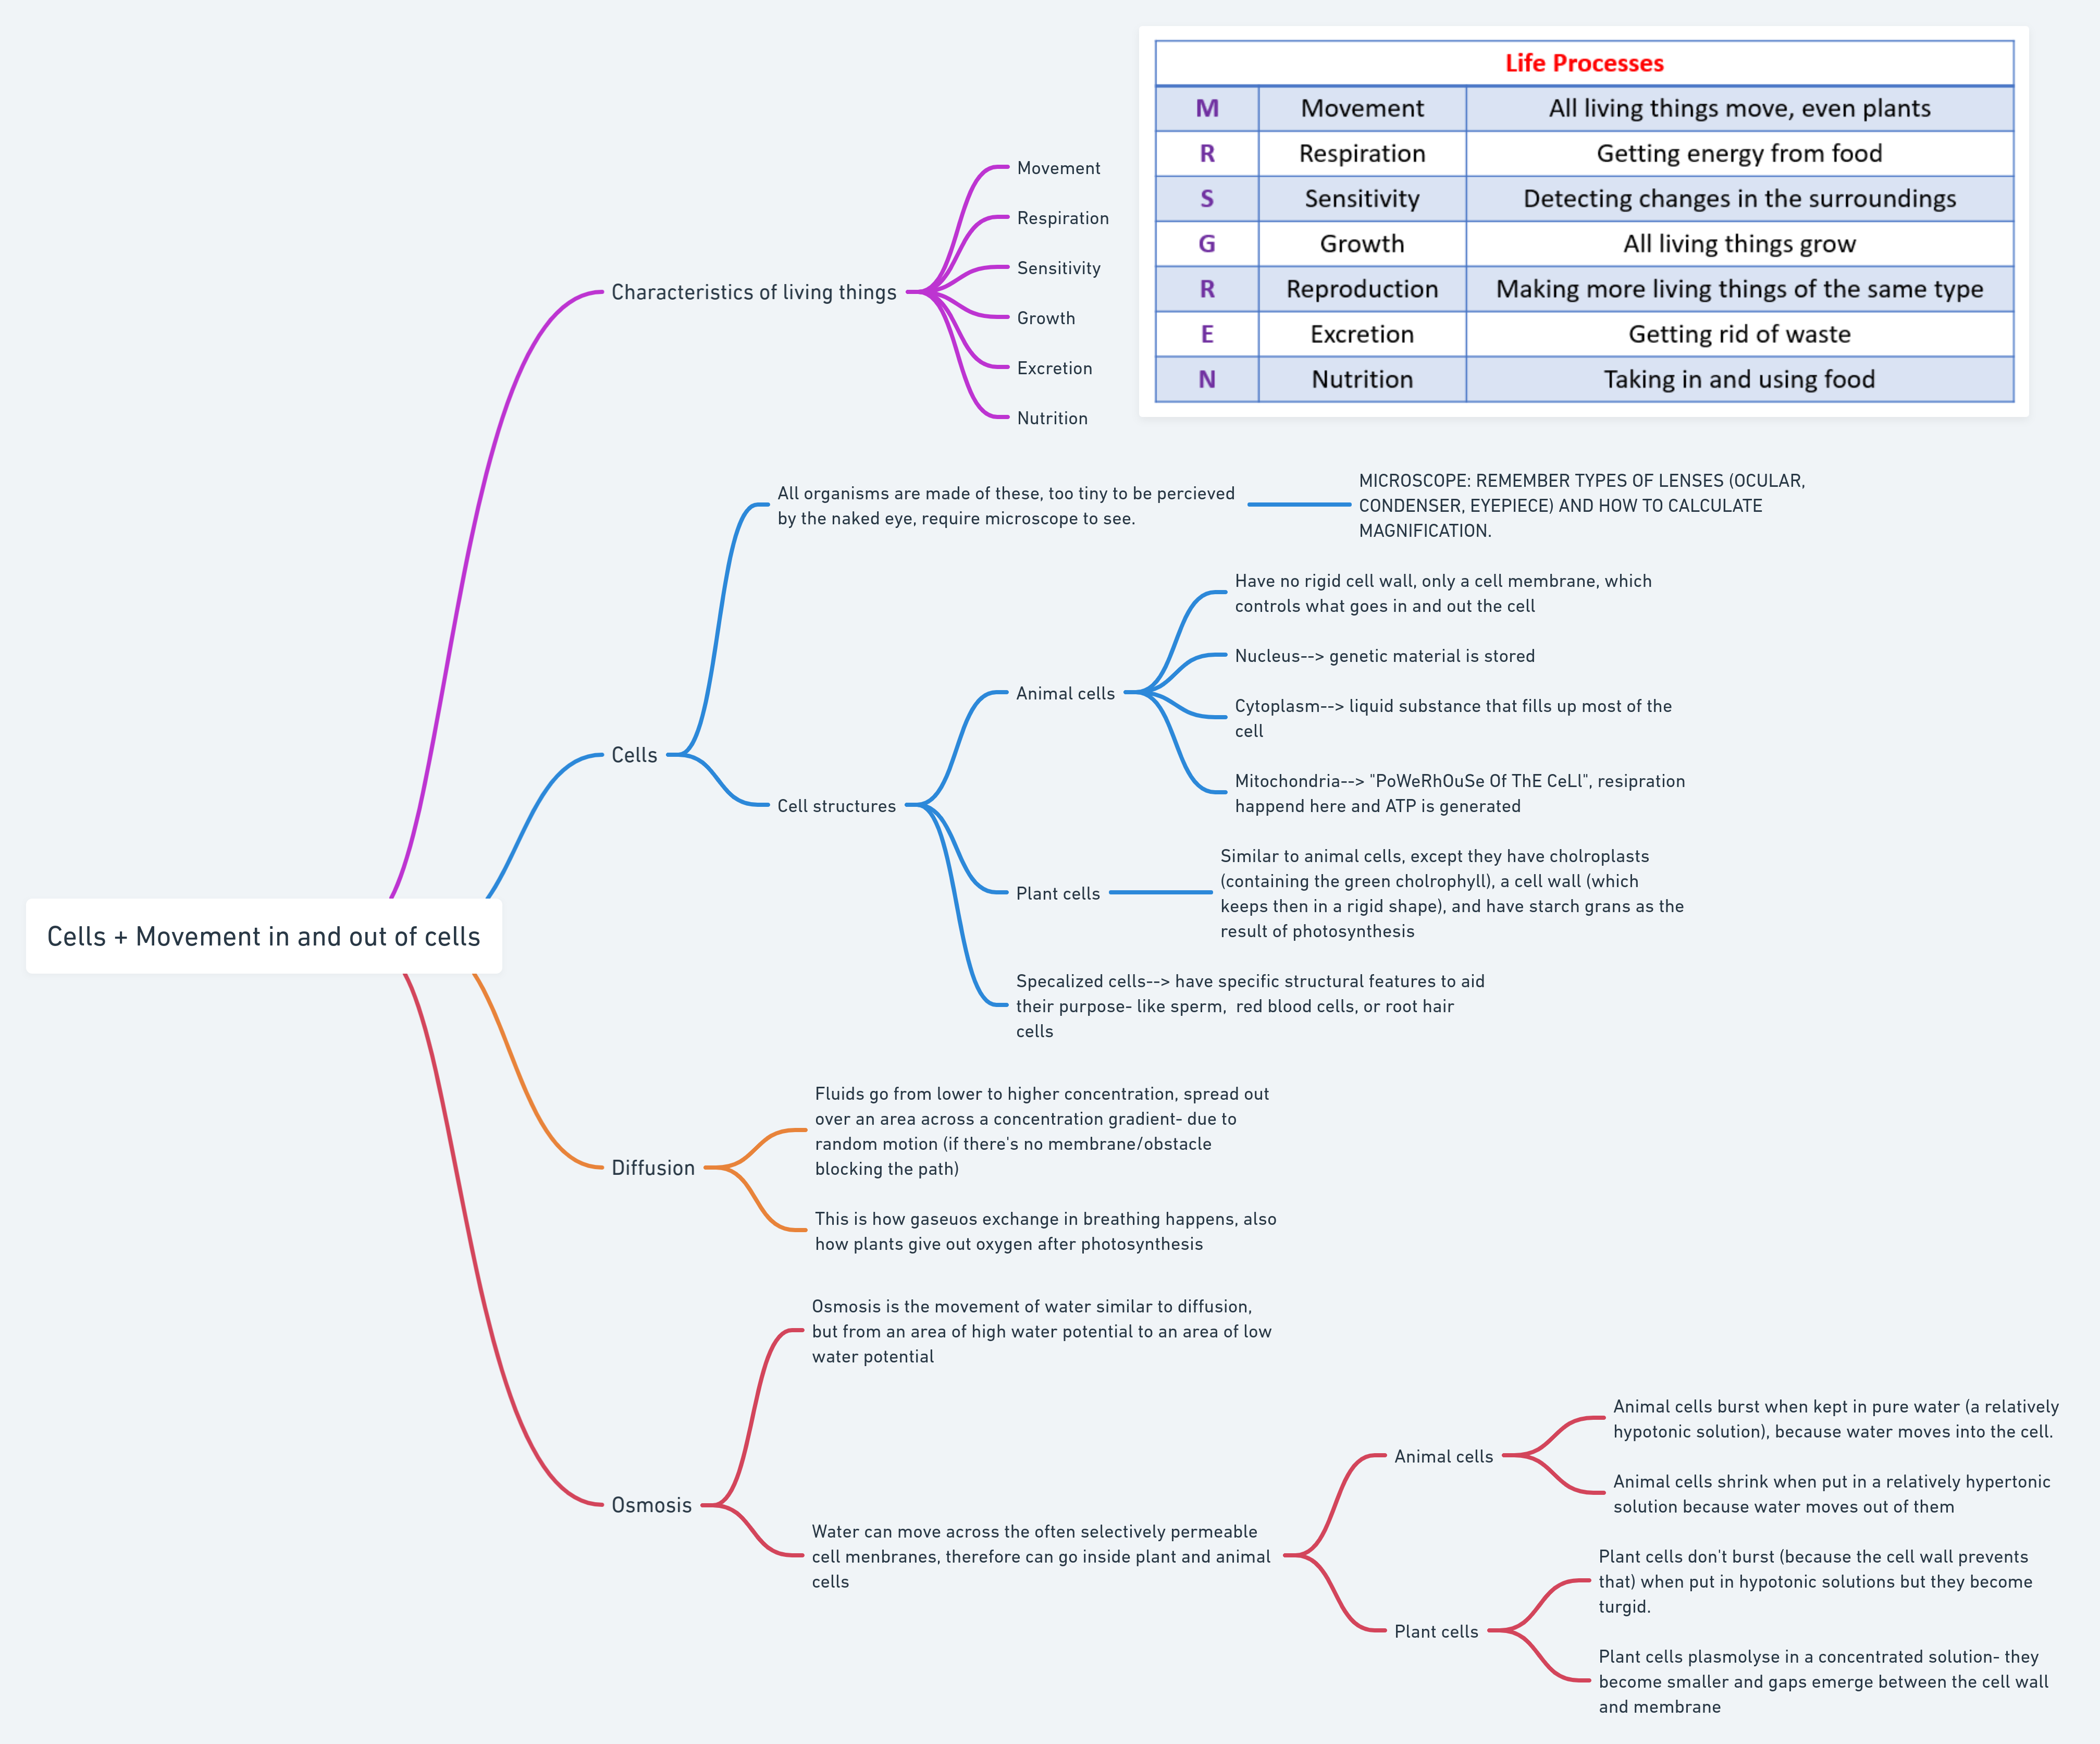 Life Processes
M Movement All living things move, even plants
R Respiration Getting energy from food
S Sensitivity Detecting changes in the surroundings
G Growth All living things grow
R Reproduction Making more living things of the same type
E Excretion Getting rid of waste
N Nutrition Taking in and using food
Cells + Movement in and out of cells
Characteristics of living things
Movement
Respiration
Sensitivity
Growth
Excretion
Nutrition
Cells
All organisms are made of these, too tiny to be percieved
by the naked eye, require microscope to see.
MICROSCOPE: REMEMBER TYPES OF LENSES (OCULAR,
CONDENSER, EYEPIECE) AND HOW TO CALCULATE
MAGNIFICATION.
Cell structures
Animal cells
Have no rigid cell wall, only a cell membrane, which
controls what goes in and out the cell
Nucleus--> genetic material is stored
Cytoplasm--> liquid substance that fills up most of the
cell
Mitochondria--> "PoWeRhOuSe Of ThE CeLl", resipration
happend here and ATP is generated
Plant cells
Similar to animal cells, except they have cholroplasts
(containing the green cholrophyll), a cell wall (which
keeps then in a rigid shape), and have starch grans as the
result of photosynthesis
Specalized cells--> have specific structural features to aid
their purpose- like sperm,  red blood cells, or root hair
cells
Diffusion
Fluids go from lower to higher concentration, spread out
over an area across a concentration gradient- due to
random motion (if there's no membrane/obstacle
blocking the path)
This is how gaseuos exchange in breathing happens, also
how plants give out oxygen after photosynthesis
Osmosis
Osmosis is the movement of water similar to diffusion,
but from an area of high water potential to an area of low
water potential
Water can move across the often selectively permeable
cell menbranes, therefore can go inside plant and animal
cells
Animal cells
Animal cells burst when kept in pure water (a relatively
hypotonic solution), because water moves into the cell.
Animal cells shrink when put in a relatively hypertonic
solution because water moves out of them
Plant cells
Plant cells don't burst (because the cell wall prevents
that) when put in hypotonic solutions but they become
turgid.
Plant cells plasmolyse in a concentrated solution- they
become smaller and gaps emerge between the cell wall
and membrane